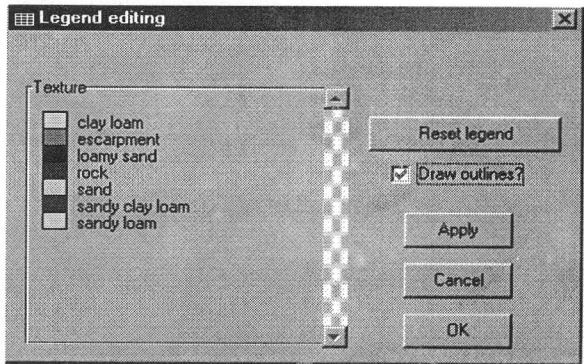 Legend editing
Texture
clay loam
escarpment
loamy sand
rock
sand
sandy clay loam
sandy loam
Reset legend
Draw outlines?
Apply
Cancel
OK